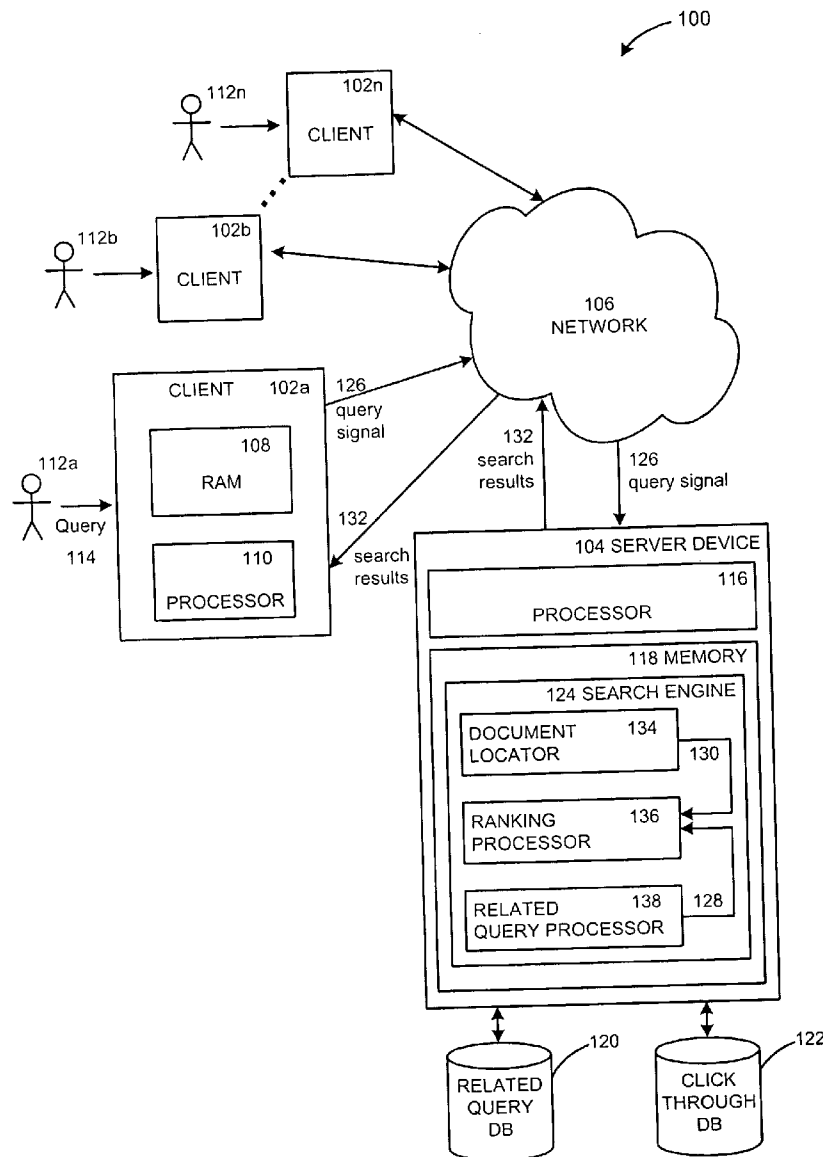 100
112n
102n
CLIENT
112b
102b
CLIENT
106
NETWORK
CLIENT 102a
126
query
signal
108
RAM
112a
Query
114
110
PROCESSOR
132
search
results
132
search
results
126
query signal
104 SERVER DEVICE
116
PROCESSOR
118 MEMORY
124 SEARCH ENGINE
DOCUMENT 134
LOCATOR
130
RANKING 136
PROCESSOR
RELATED 138
QUERY PROCESSOR
128
120
RELATED
QUERY
DB
122
CLICK
THROUGH
DB